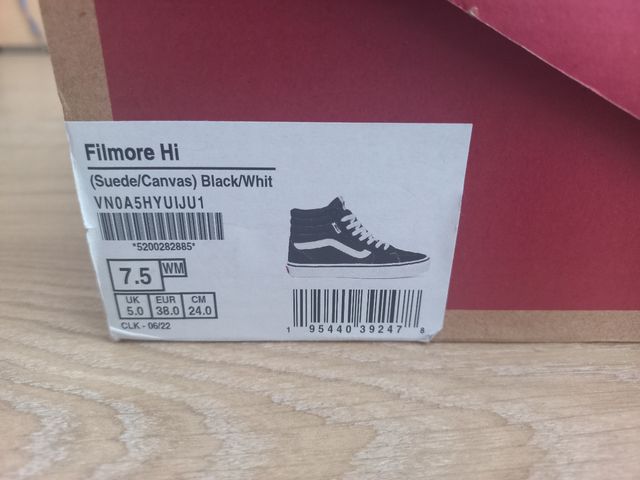 Filmore Hi
(Suede/Canvas) Black/Whit
VN0A5HYUIJU1
*5200282885*
7.5 WM
UK EUR CM
5.0 38.0 24.0
CLK - 06/22
1 95440 39247 8